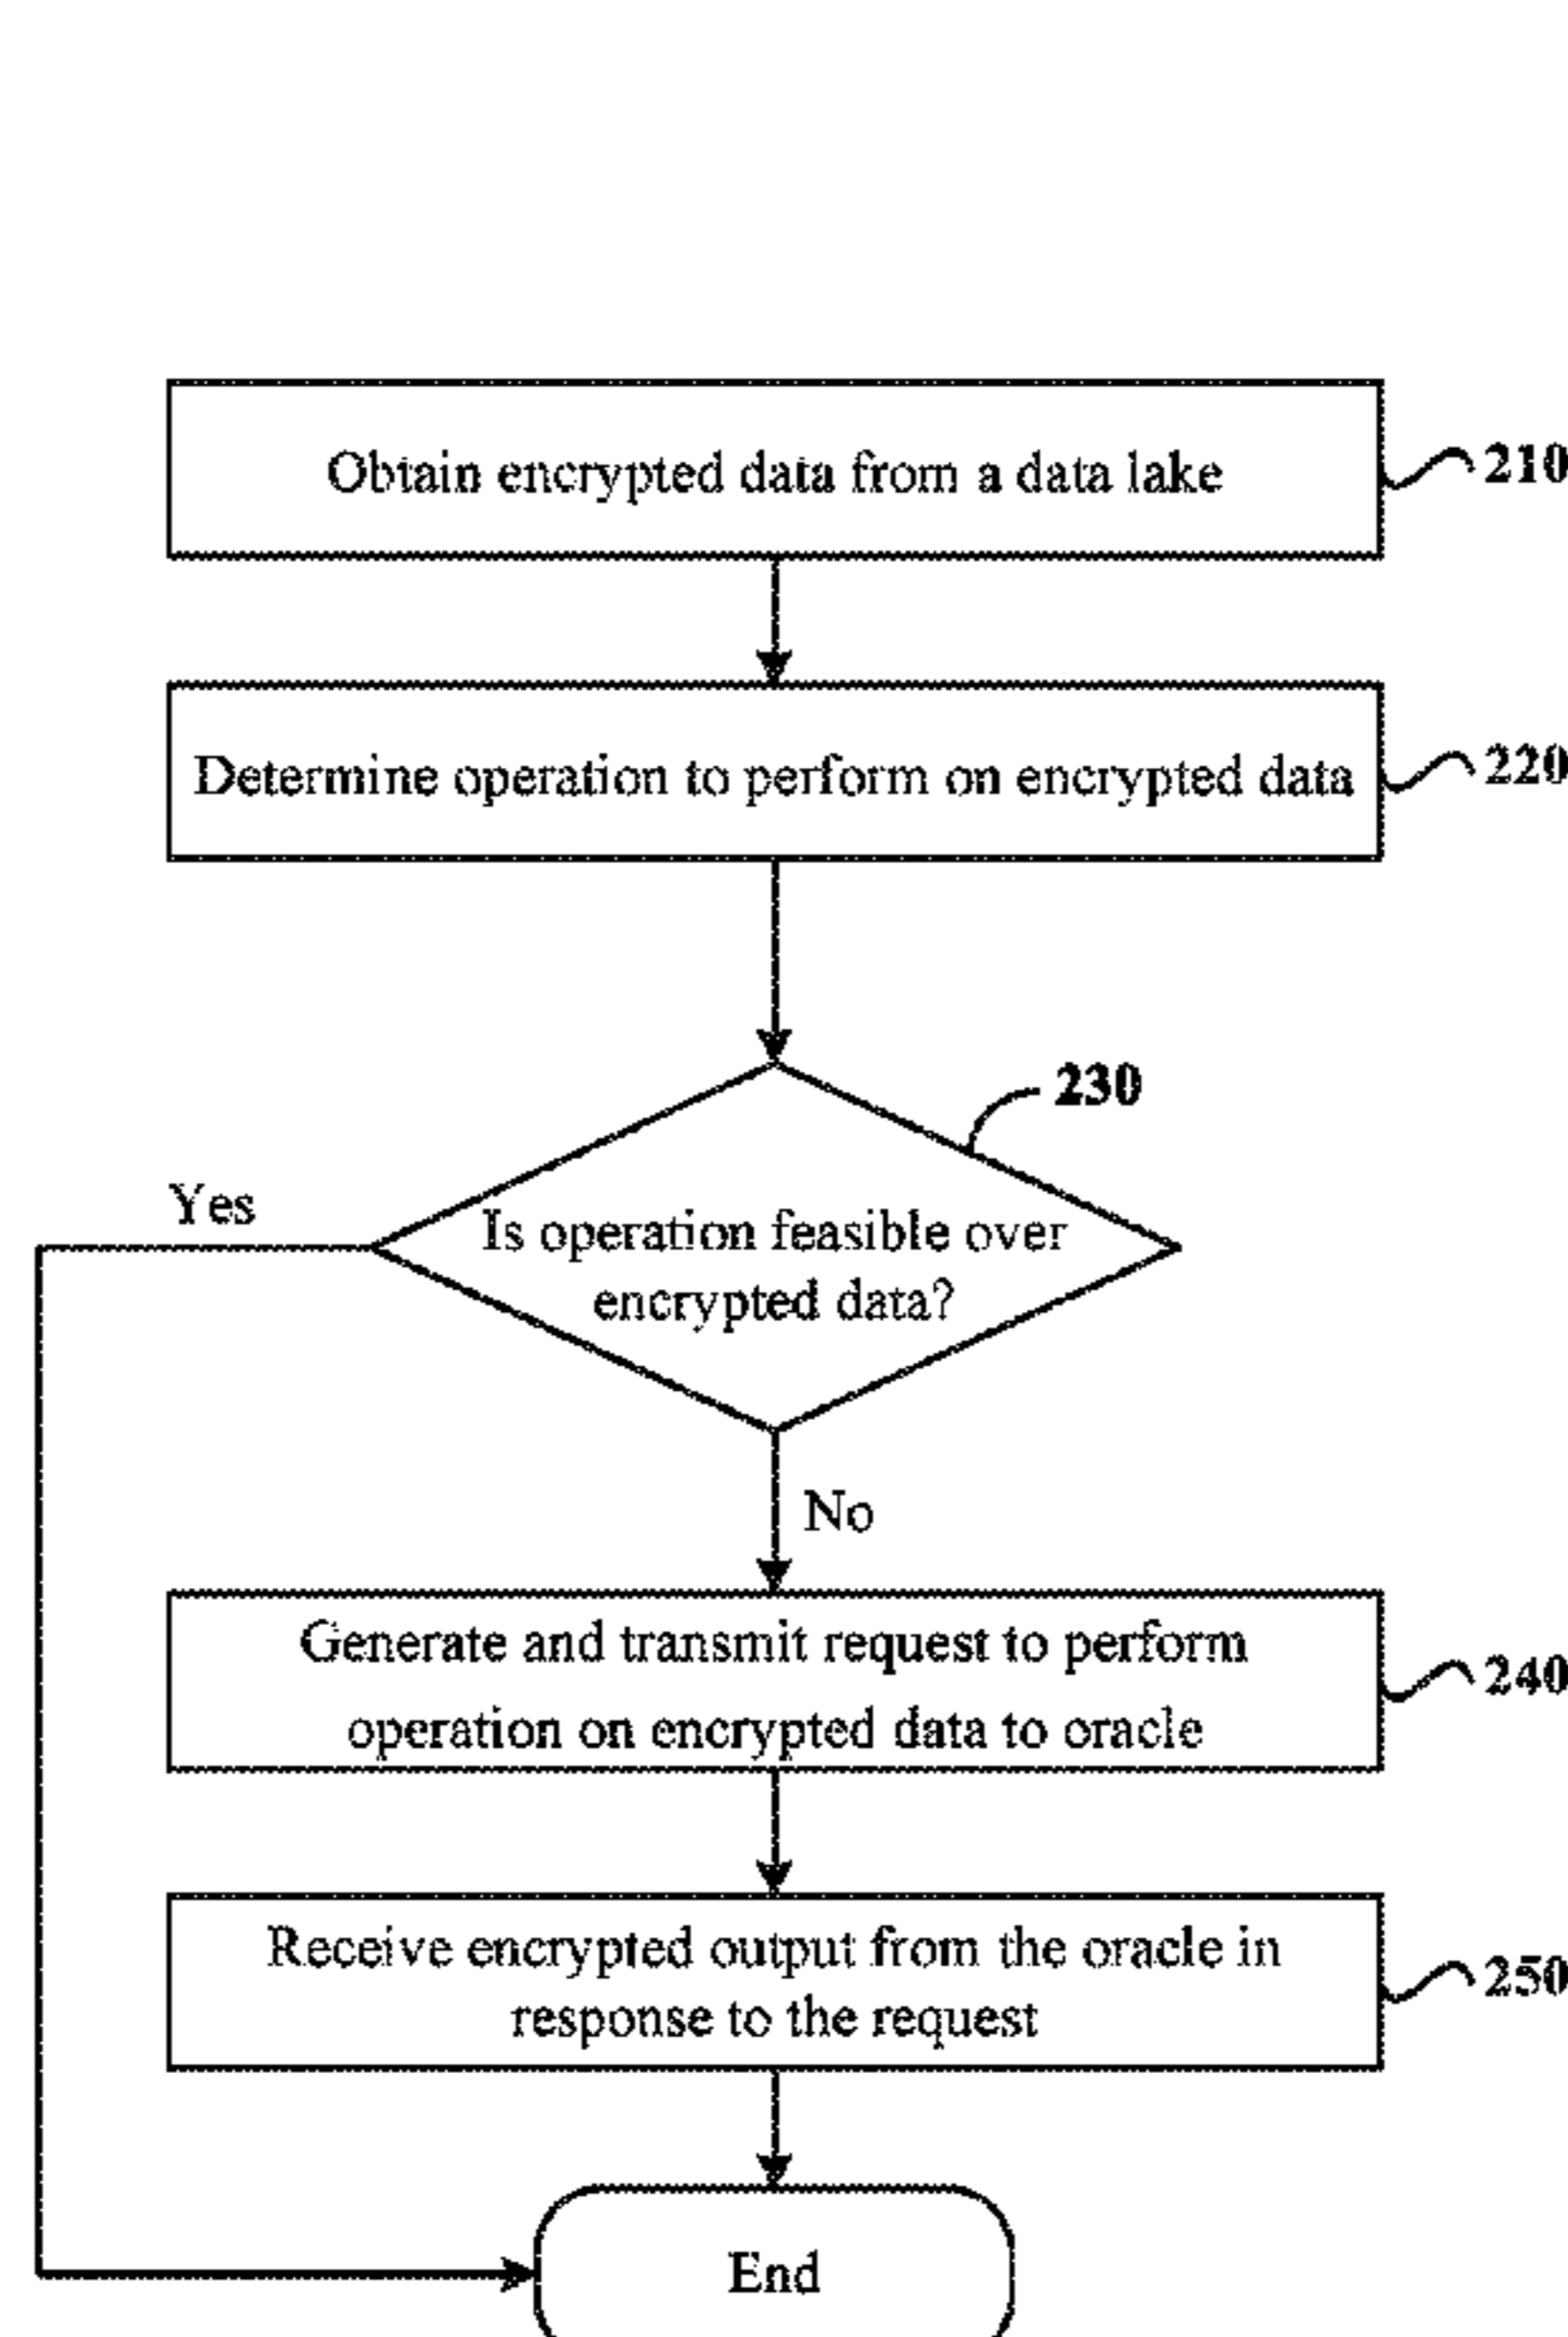 Obtain encrypted data from a data lake
210
Determine operation to perform on encrypted data
220
230
Yes
Is operation feasible over
encrypted data?
No
Generate and transmit request to perform
operation on encrypted data to oracle
240
Receive encrypted output from the oracle in
response to the request
250
End